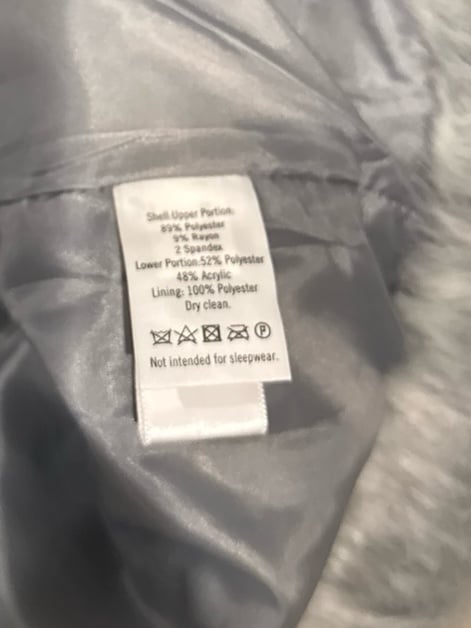 Shell Upper Portion:
89% Polyester
9% Rayon
2 Spandex
Lower Portion:52% Polyester
48% Acrylic
Lining: 100% Polyester
Dry clean.
P
Not intended for sleepwear.